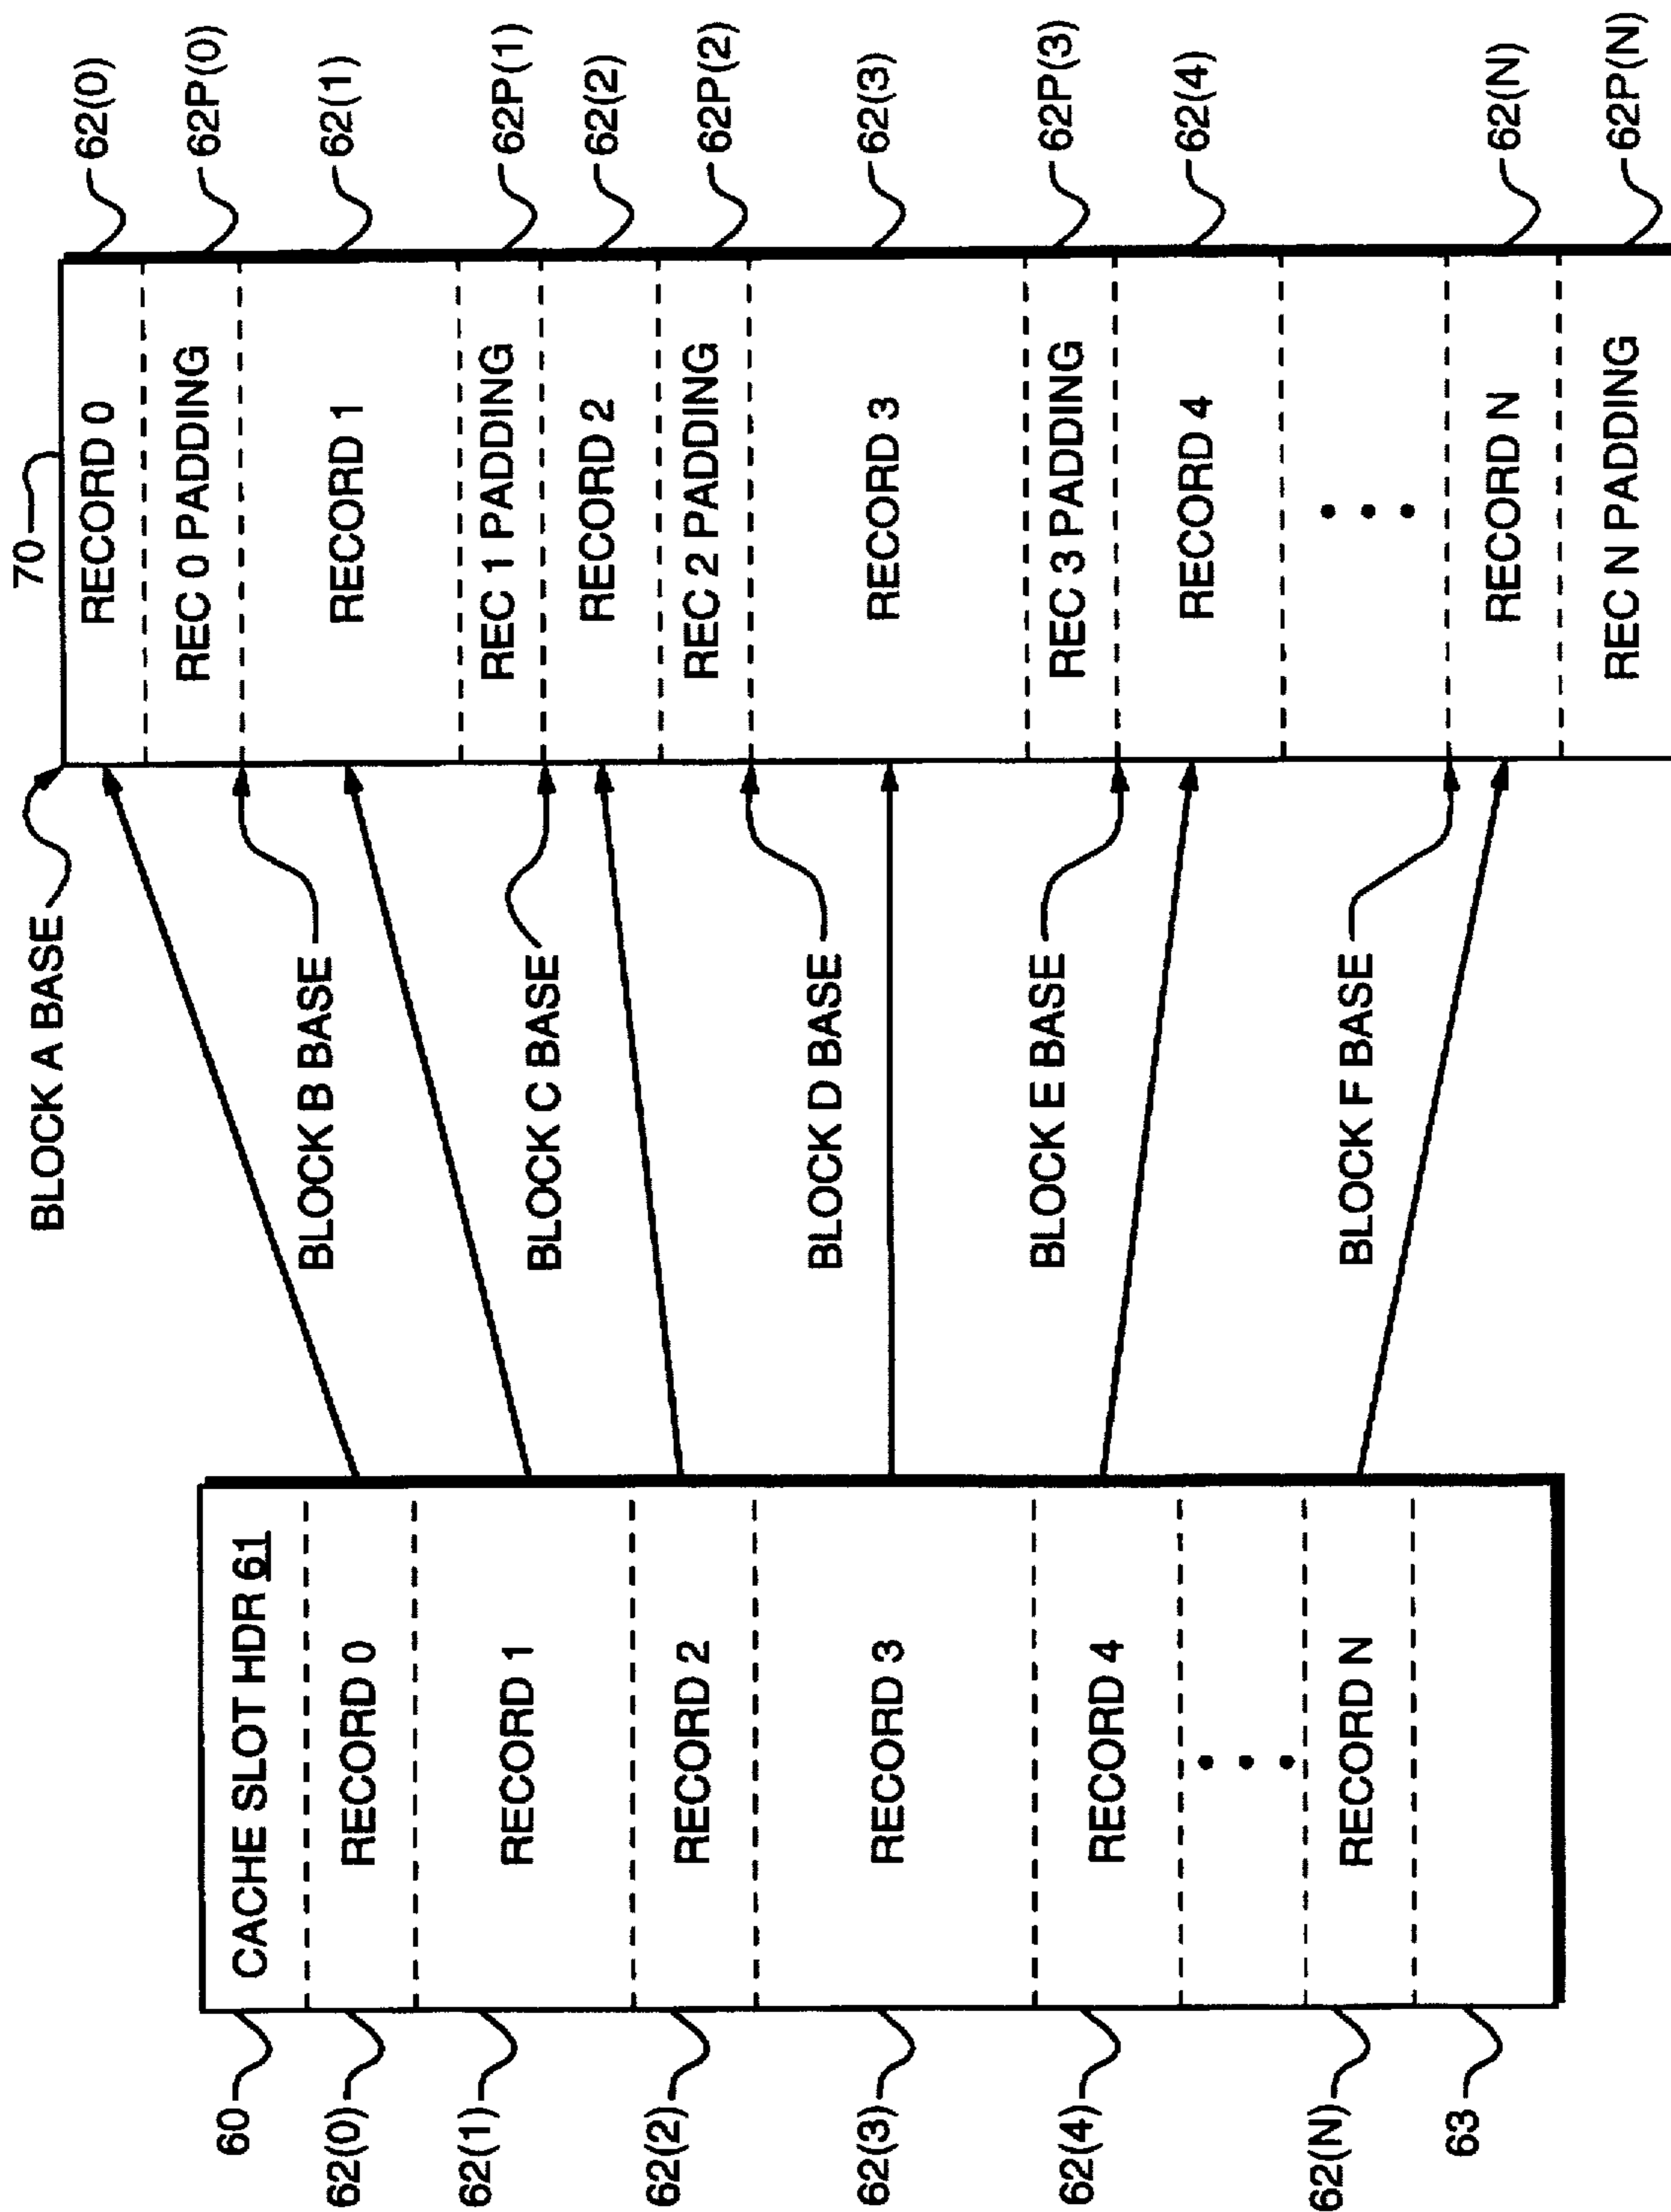 60
62(0)
62(1)
62(2)
62(3)
62(4)
62(N)
63
CACHE SLOT HDR 61
RECORD 0
RECORD 1
RECORD 2
RECORD 3
RECORD 4
• • •
RECORD N
BLOCK A BASE
BLOCK B BASE
BLOCK C BASE
BLOCK D BASE
BLOCK E BASE
BLOCK F BASE
70
RECORD 0
REC 0 PADDING
RECORD 1
REC 1 PADDING
RECORD 2
REC 2 PADDING
RECORD 3
REC 3 PADDING
RECORD 4
• • •
RECORD N
REC N PADDING
62(0)
62P(0)
62(1)
62P(1)
62(2)
62P(2)
62(3)
62P(3)
62(4)
62(N)
62P(N)